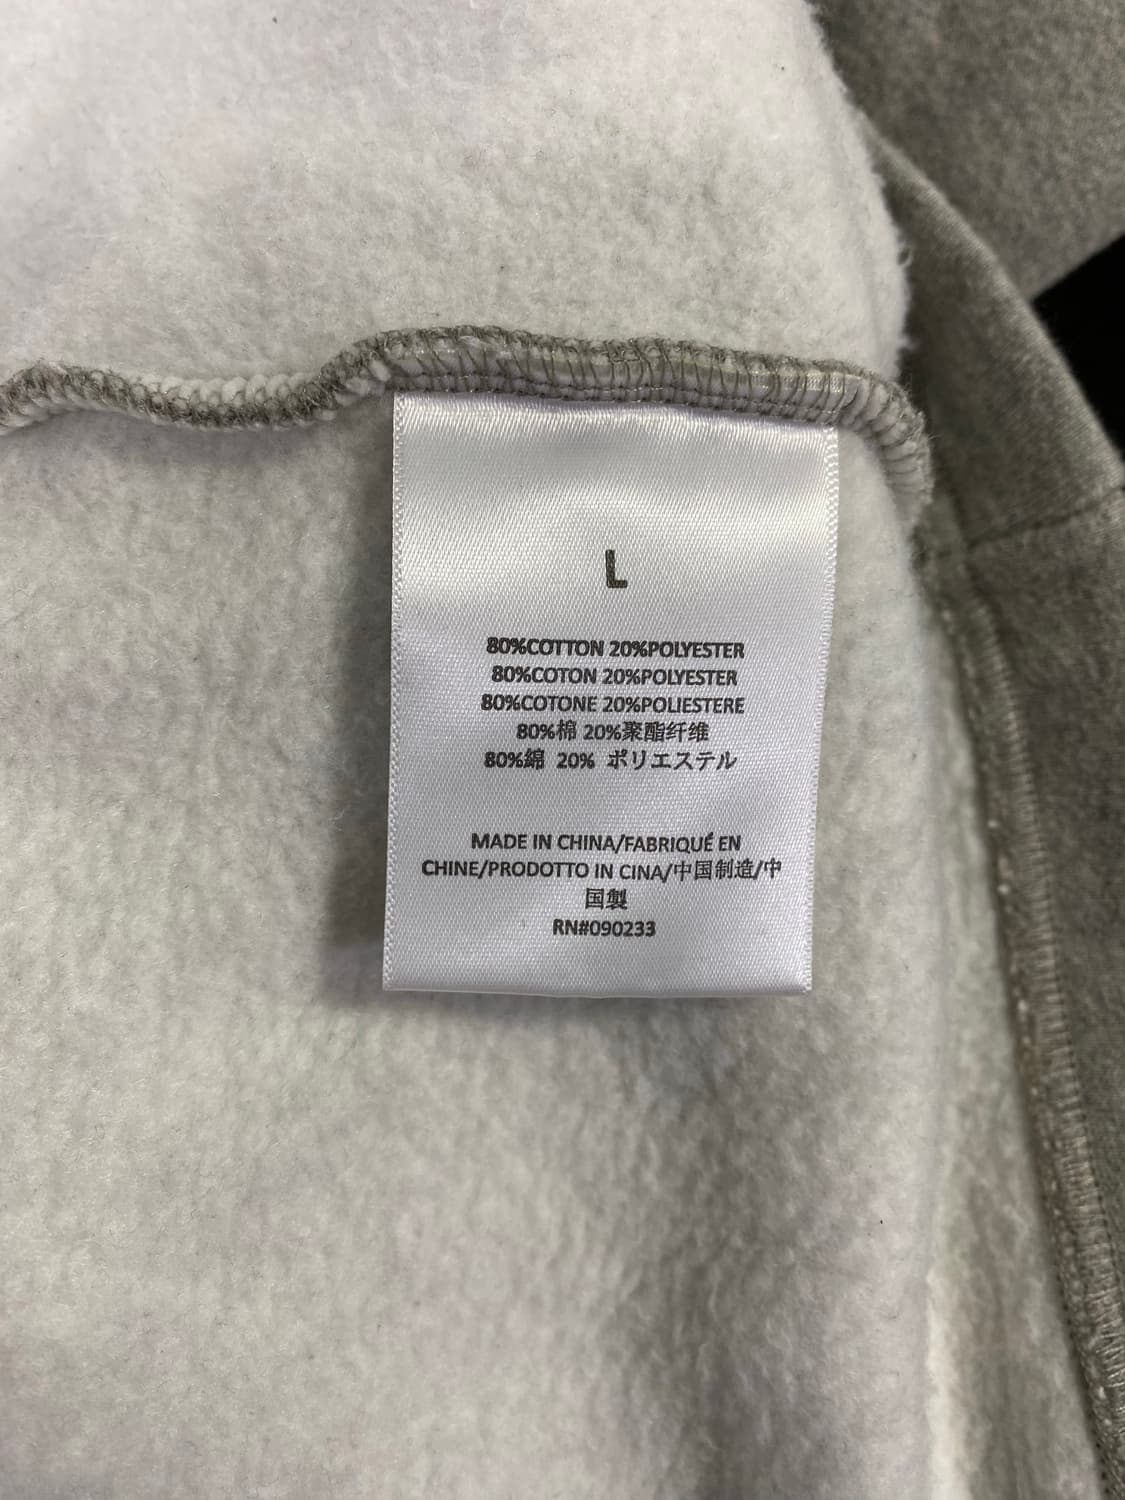 L
80%COTTON 20%POLYESTER
80%COTON 20%POLYESTER
80%COTONE 20%POLIESTERE
80%棉 20%聚酯纤维
80%綿 20% ポリエステル
MADE IN CHINA/FABRIQUÉ EN
CHINE/PRODOTTO IN CINA/中国制造/中
国製
RN#090233